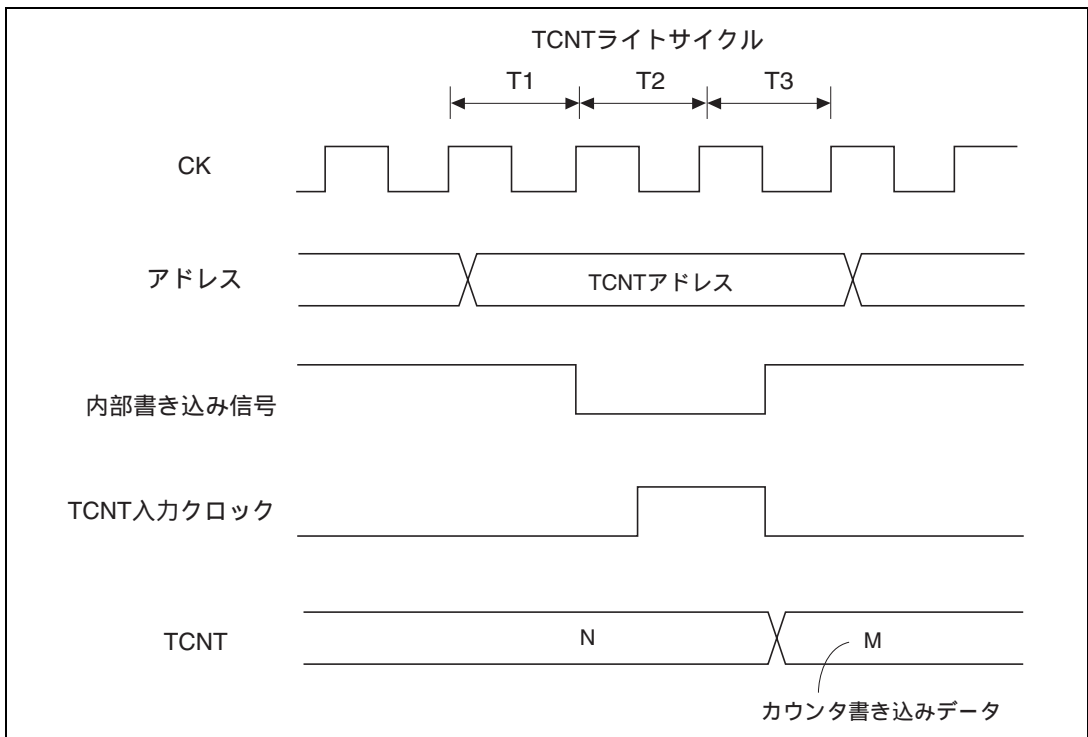 TCNTライトサイクル
T1 T2 T3
CK
アドレス
TCNTアドレス
内部書き込み信号
TCNT入力クロック
TCNT
N
M
カウンタ書き込みデータ